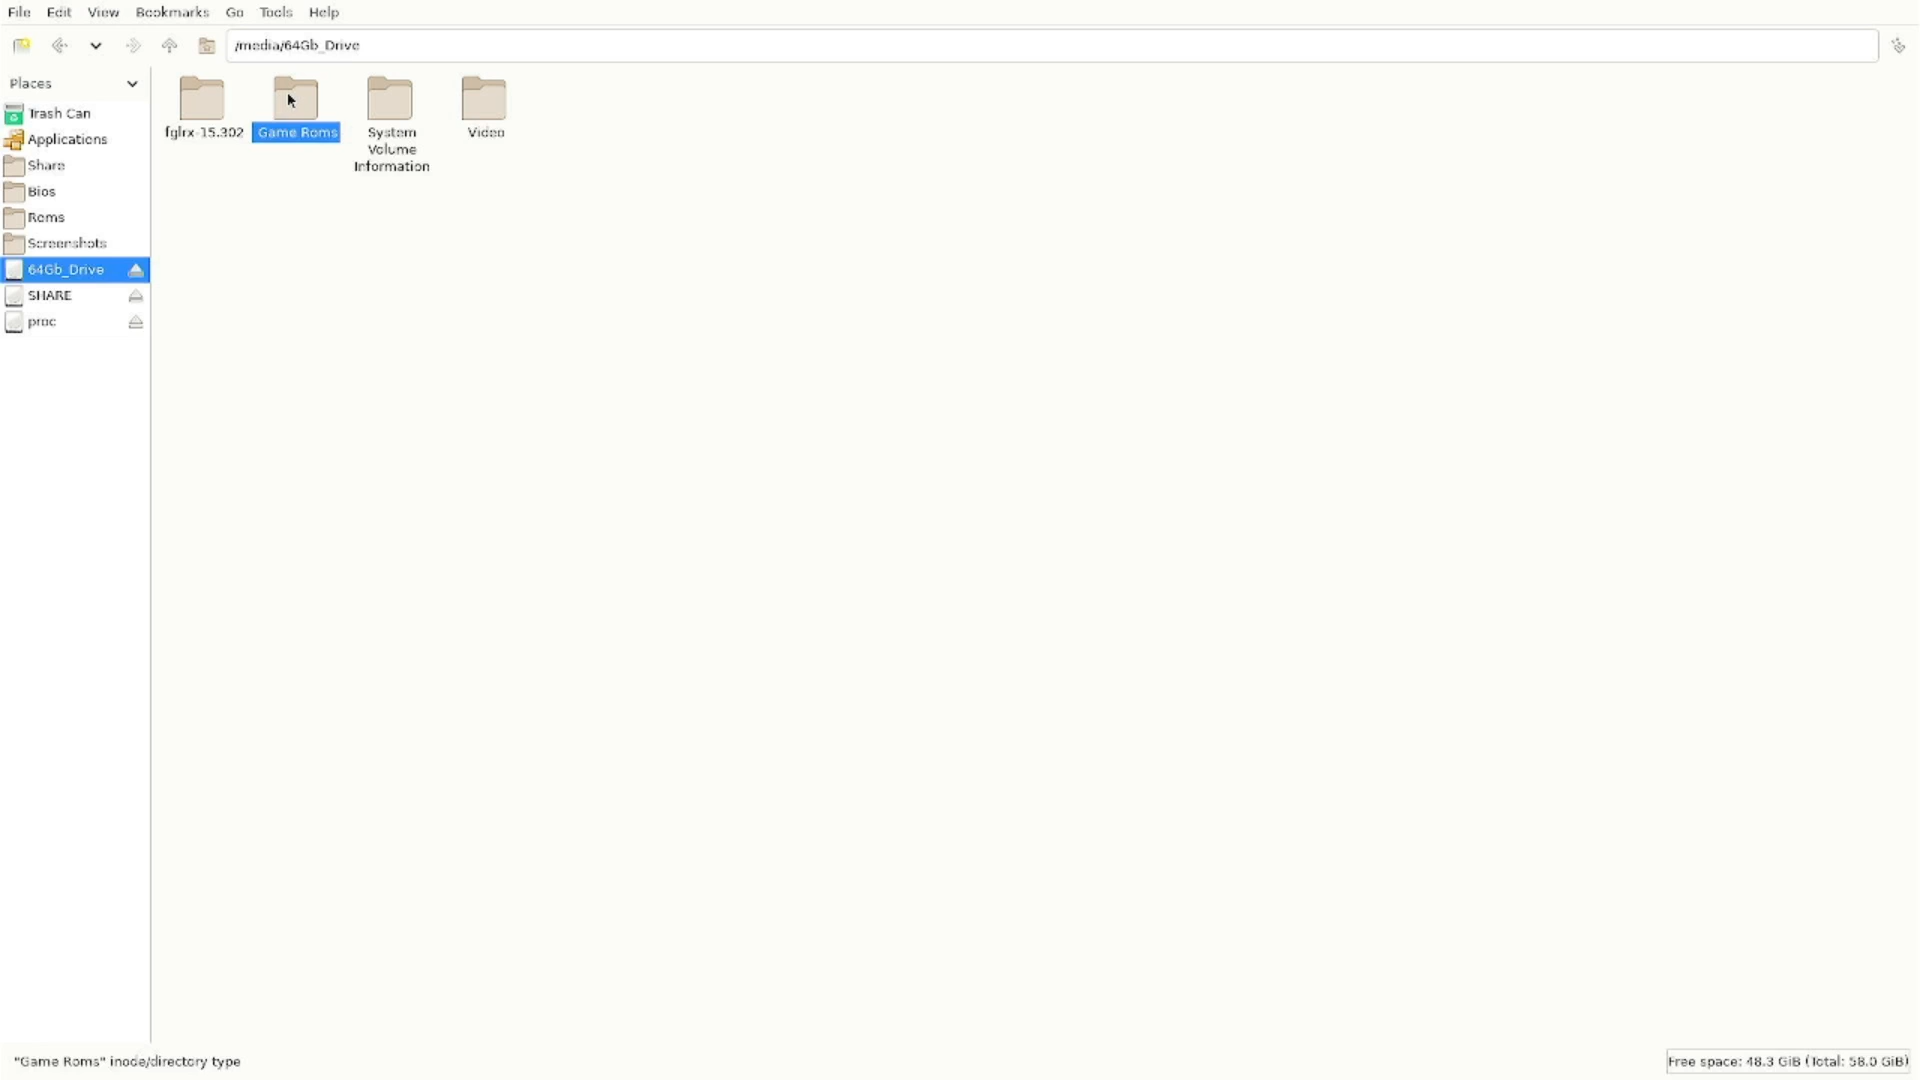 File Edit View Bookmarks Go Tools Help
/media/64Gb_Drive
Places
Trash Can
Applications
Share
Bios
Roms
Screenshots
64Gb_Drive
SHARE
proc
fglrx-15.302
Game Roms
System
Volume
Information
Video
"Game Roms" inode/directory type
Free space: 48.3 GiB (Total: 58.0 GiB)